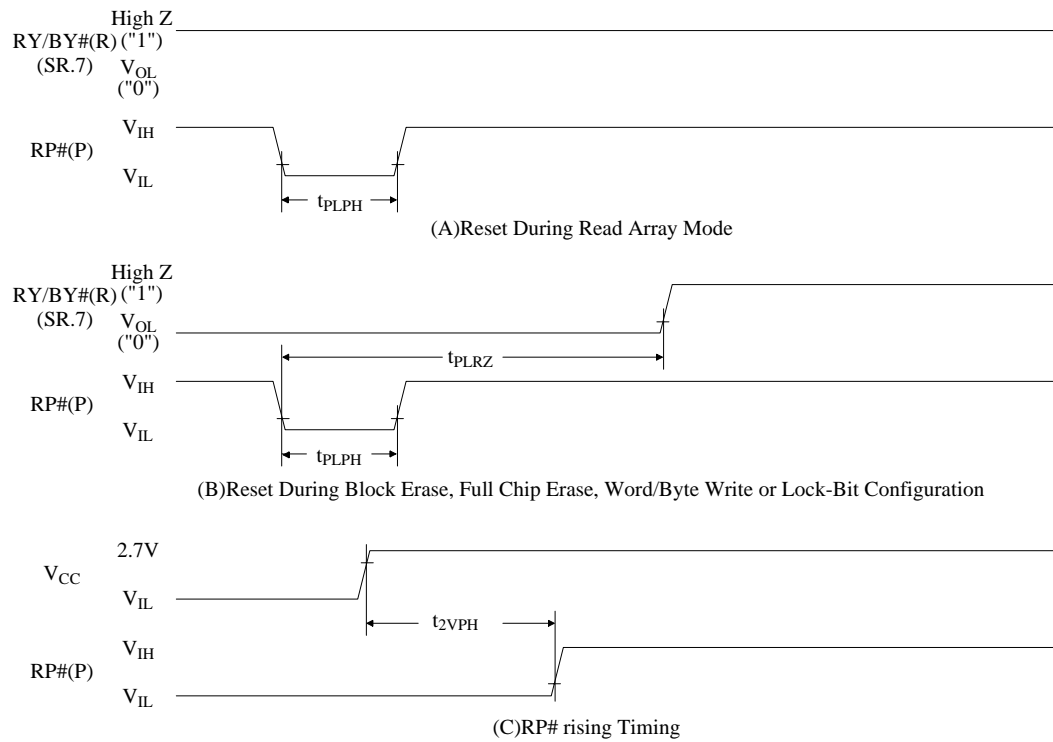 High Z
RY/BY#(R) ("1")
(SR.7) VOL
("0")
VIH
RP#(P)
VIL
tPLPH
(A)Reset During Read Array Mode
High Z
RY/BY#(R) ("1")
(SR.7) VOL
("0")
tPLRZ
VIH
RP#(P)
VIL
tPLPH
(B)Reset During Block Erase, Full Chip Erase, Word/Byte Write or Lock-Bit Configuration
2.7V
VCC
VIL
t2VPH
VIH
RP#(P)
VIL
(C)RP# rising Timing